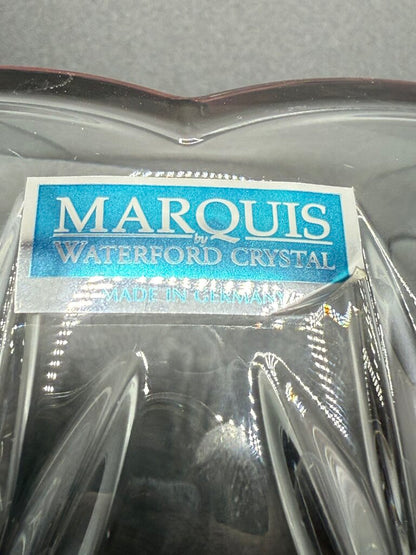 MARQUIS
by
WATERFORD CRYSTAL
MADE IN GERMANY